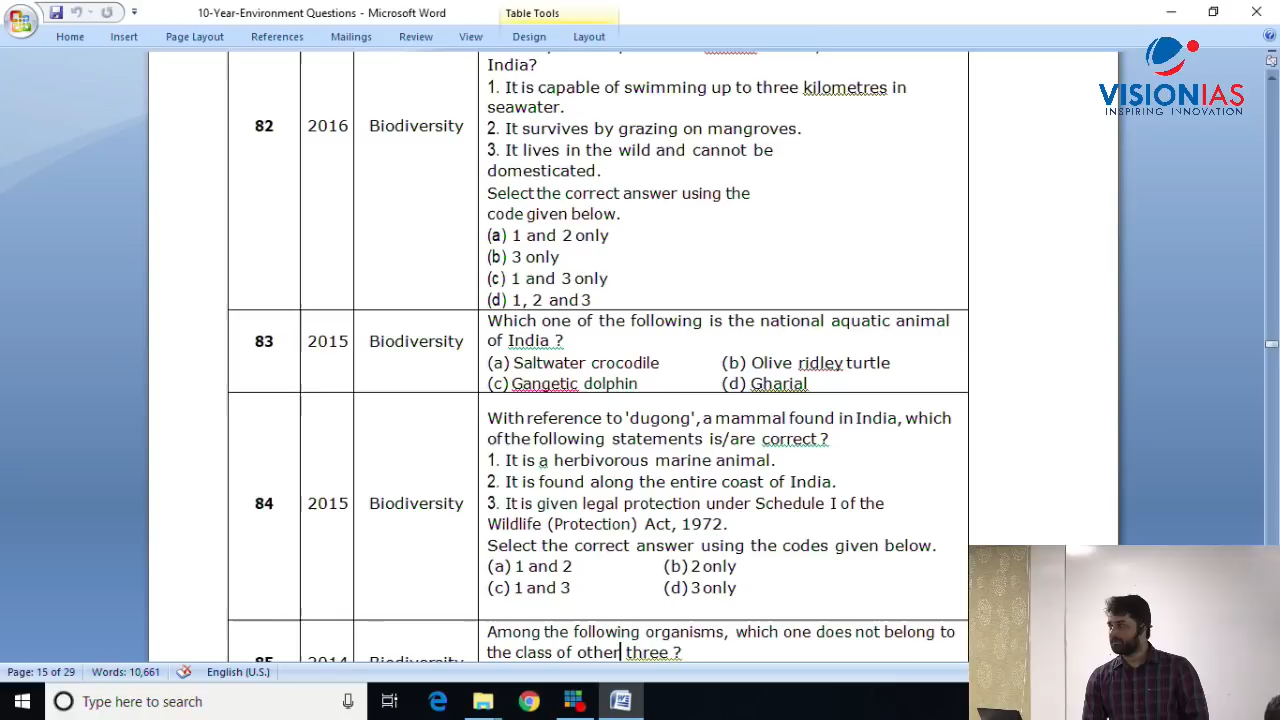 10-Year-Environment Questions - Microsoft Word
Table Tools
Home Insert Page Layout References Mailings Review View Design Layout
VISIONIAS
INSPIRING INNOVATION
India?
1. It is capable of swimming up to three kilometres in
seawater.
82 2016 Biodiversity
2. It survives by grazing on mangroves.
3. It lives in the wild and cannot be
domesticated.
Select the correct answer using the
code given below.
(a) 1 and 2 only
(b) 3 only
(c) 1 and 3 only
(d) 1, 2 and 3
83 2015 Biodiversity
Which one of the following is the national aquatic animal
of India ?
(a) Saltwater crocodile (b) Olive ridley turtle
(c) Gangetic dolphin (d) Gharial
84 2015 Biodiversity
With reference to 'dugong', a mammal found in India, which
of the following statements is/are correct ?
1. It is a herbivorous marine animal.
2. It is found along the entire coast of India.
3. It is given legal protection under Schedule I of the
Wildlife (Protection) Act, 1972.
Select the correct answer using the codes given below.
(a) 1 and 2 (b) 2 only
(c) 1 and 3 (d) 3 only
Among the following organisms, which one does not belong to
the class of other three ?
85 2014 Biodiversity
Page: 15 of 29 Words: 10,661 English (U.S.)
Type here to search